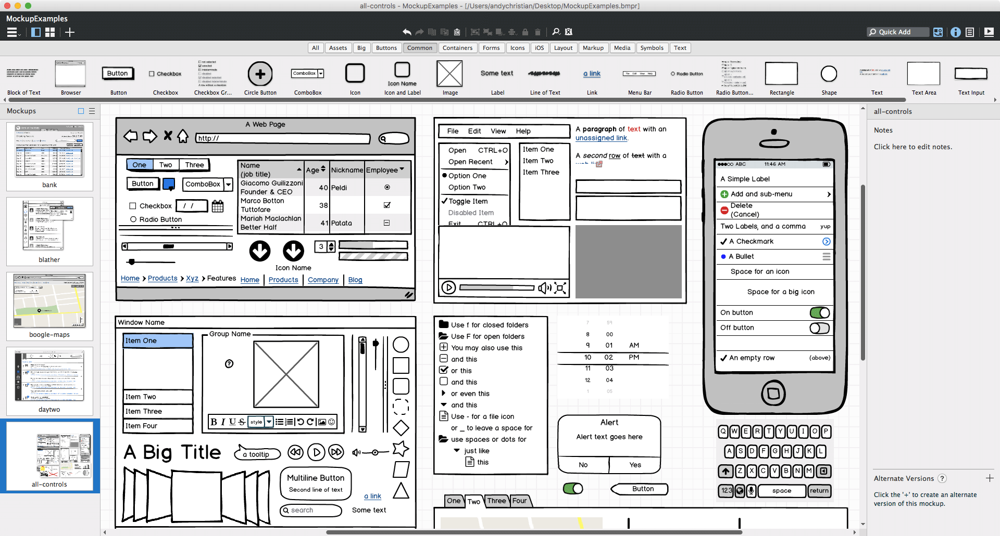 all-controls - MockupExamples - [/Users/andychristian/Desktop/MockupExamples.bmpr]
MockupExamples
Quick Add
All
Assets
Big
Buttons
Common
Containers
Forms
Icons
iOS
Layout
Markup
Media
Symbols
Text
Button
Checkbox
ComboBox
Icon Name
Some text
a link
File Edit View Help
Radio Button
Block of Text
Browser
Button
Checkbox
Checkbox Gr...
Circle Button
ComboBox
Icon
Icon and Label
Image
Label
Line of Text
Link
Menu Bar
Radio Button
Radio Button...
Rectangle
Shape
Text
Text Area
Text Input
Mockups
bank
blather
boogle-maps
daytwo
all-controls
A Web Page
http://
One
Two
Three
Button
ComboBox
Checkbox
/ /
Radio Button
Name (job title)
Age
Nickname
Employee
Giacomo Guilizzoni
Founder & CEO
40
Peldi
Marco Botton
Tuttofare
38
Mariah Maclachlan
Better Half
41
Patata
3
Icon Name
Home
Products
Xyz
Features
Home
Products
Company
Blog
File
Edit
View
Help
Open CTRL+O
Open Recent
Option One
Option Two
Toggle Item
Disabled Item
Exit CTRL+Q
Item One
Item Two
Item Three
A paragraph of text with an
unassigned link.
A second row of text with a
ABC
11:46 AM
A Simple Label
Add and sub-menu
Delete
(Cancel)
Two Labels, and a comma
yup
A Checkmark
A Bullet
Space for an icon
Space for a big icon
On button
Off button
An empty row
(above)
Window Name
Item One
Item Two
Item Three
Item Four
Group Name
?
B I U S
style
A Big Title
a tooltip
Multiline Button
Second line of text
a link
search
Some text
Use f for closed folders
Use F for open folders
You may also use this
and this
or this
and this
or even this
and this
Use - for a file icon
or _ to leave a space for
use spaces or dots for
just like
this
7 59
8 00
9 01 AM
10 02 PM
11 03
12 04
1 05
Alert
Alert text goes here
No
Yes
Button
One
Two
Three
Four
Q W E R T Y U I O P
A S D F G H J K L
Z X C V B N M
123
space
return
all-controls
Notes
Click here to edit notes.
Alternate Versions ?
Click the '+' to create an alternate
version of this mockup.